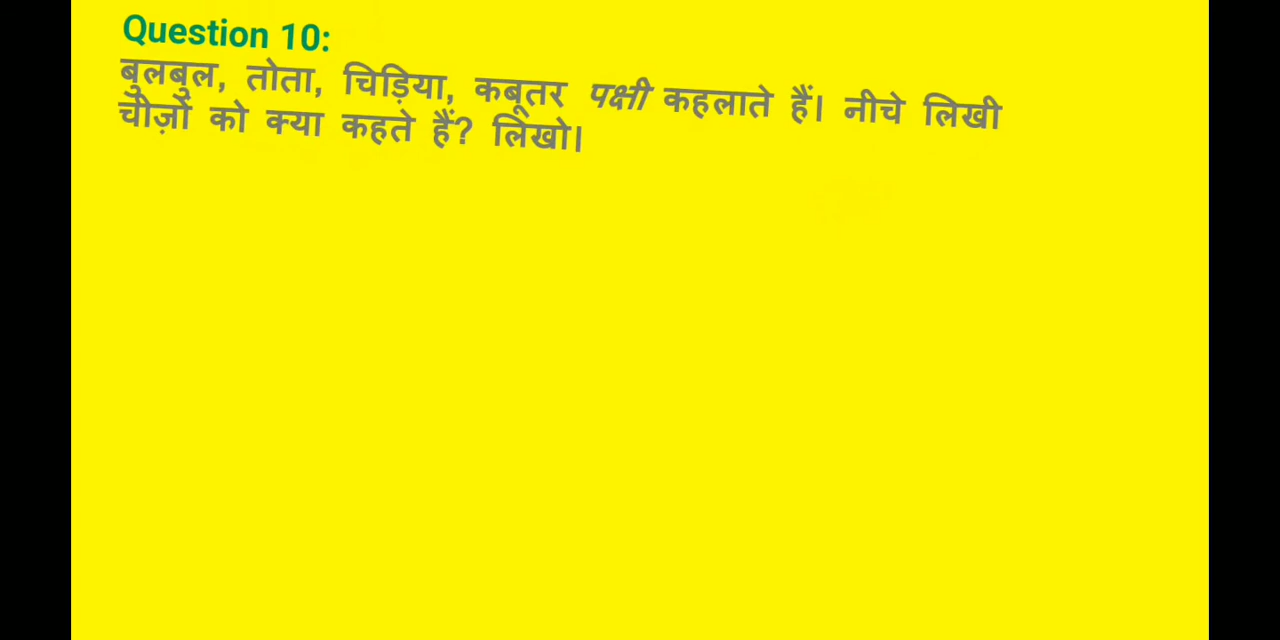 Question 10:
बुलबुल, तोता, चिड़िया, कबूतर पक्षी कहलाते हैं। नीचे लिखी
चीज़ों को क्या कहते हैं? लिखो।